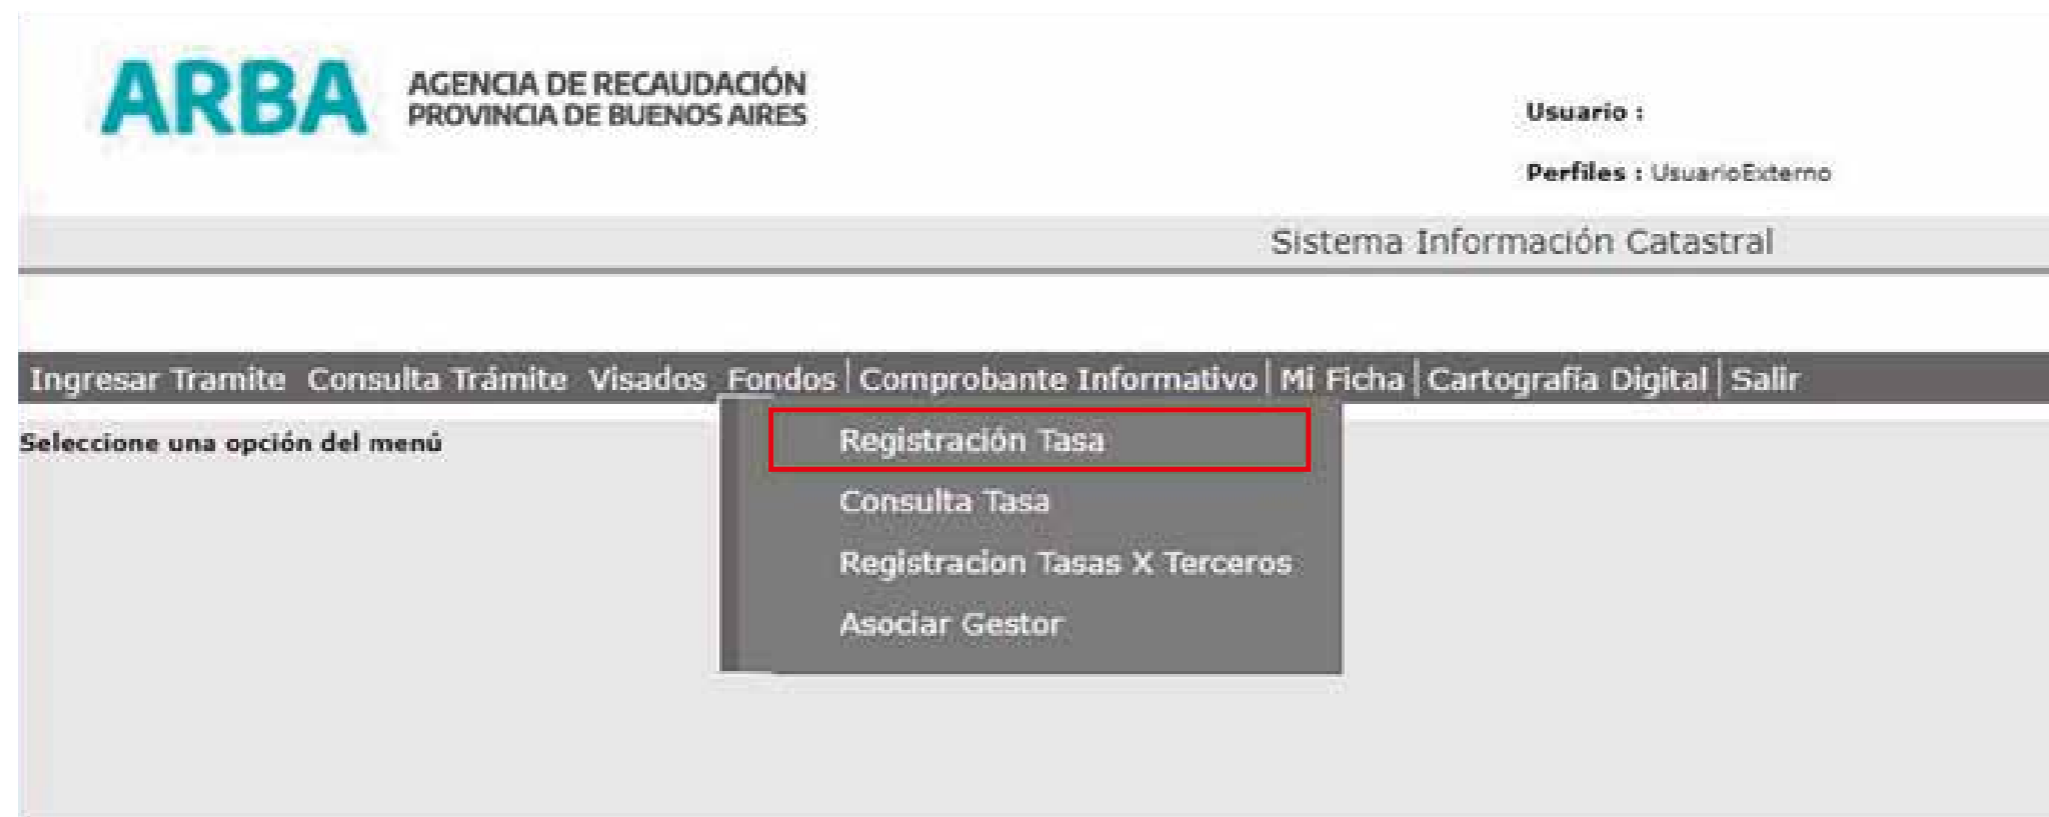 ARBA
AGENCIA DE RECAUDACIÓN
PROVINCIA DE BUENOS AIRES
Usuario :
Perfiles : UsuarioExterno
Sistema Información Catastral
Ingresar Tramite Consulta Trámite Visados Fondos | Comprobante Informativo | Mi Ficha | Cartografía Digital | Salir
Seleccione una opción del menú
Registración Tasa
Consulta Tasa
Registracion Tasas X Terceros
Asociar Gestor